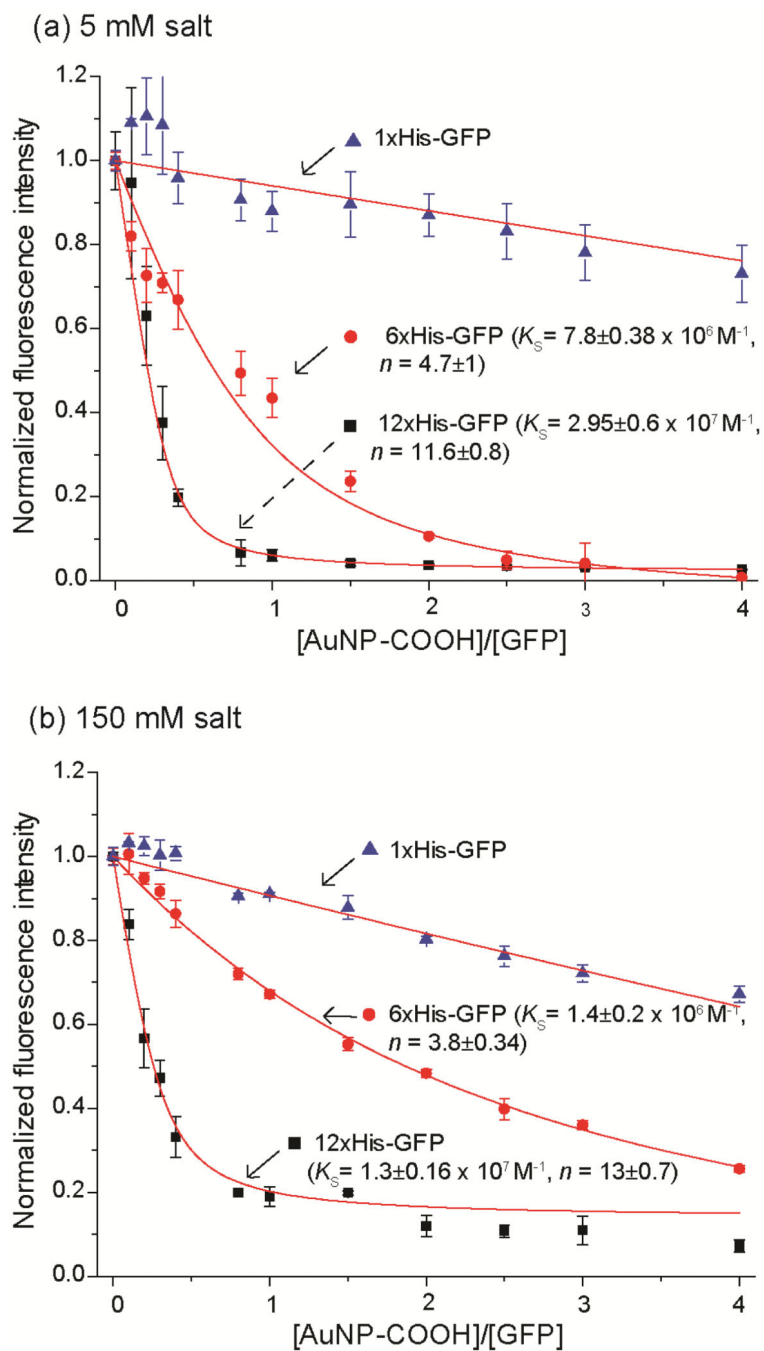 (a) 5 mM salt
1.2
1.0
0.8
0.6
0.4
0.2
0.0
Normalized fluorescence intensity
1xHis-GFP
6xHis-GFP (KS= 7.8±0.38 x 10⁶ M⁻¹,
n = 4.7±1)
12xHis-GFP (KS= 2.95±0.6 x 10⁷ M⁻¹,
n = 11.6±0.8)
0 1 2 3 4
[AuNP-COOH]/[GFP]
(b) 150 mM salt
1.2
1.0
0.8
0.6
0.4
0.2
0.0
Normalized fluorescence intensity
1xHis-GFP
6xHis-GFP (KS= 1.4±0.2 x 10⁶ M⁻¹,
n = 3.8±0.34)
12xHis-GFP
(KS= 1.3±0.16 x 10⁷ M⁻¹, n = 13±0.7)
0 1 2 3 4
[AuNP-COOH]/[GFP]